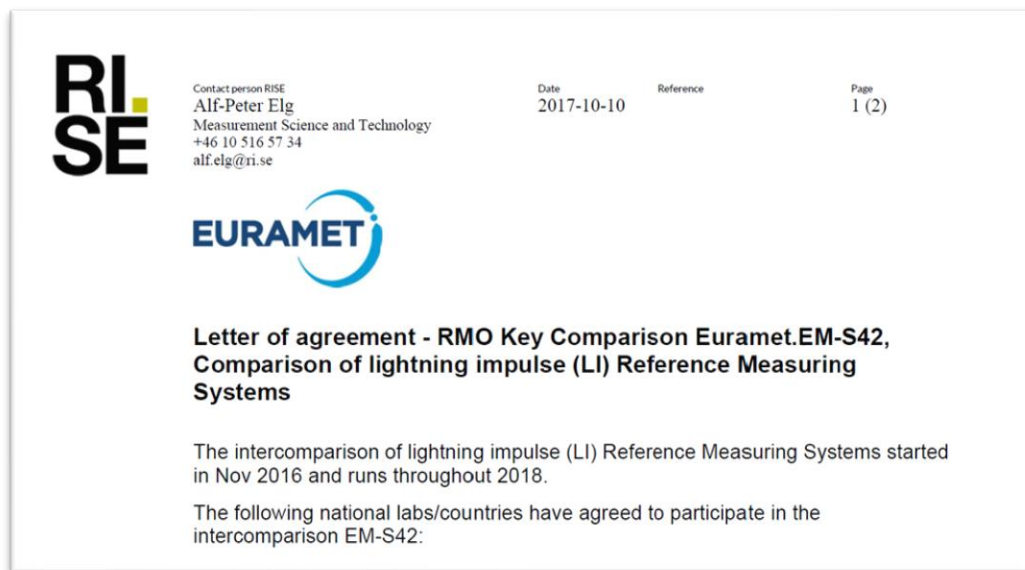 RI.
SE
Contact person RISE
Alf-Peter Elg
Measurement Science and Technology
+46 10 516 57 34
alf.elg@ri.se
Date
2017-10-10
Reference
Page
1 (2)
EURAMET
Letter of agreement - RMO Key Comparison Euramet.EM-S42,
Comparison of lightning impulse (LI) Reference Measuring
Systems
The intercomparison of lightning impulse (LI) Reference Measuring Systems started
in Nov 2016 and runs throughout 2018.
The following national labs/countries have agreed to participate in the
intercomparison EM-S42: